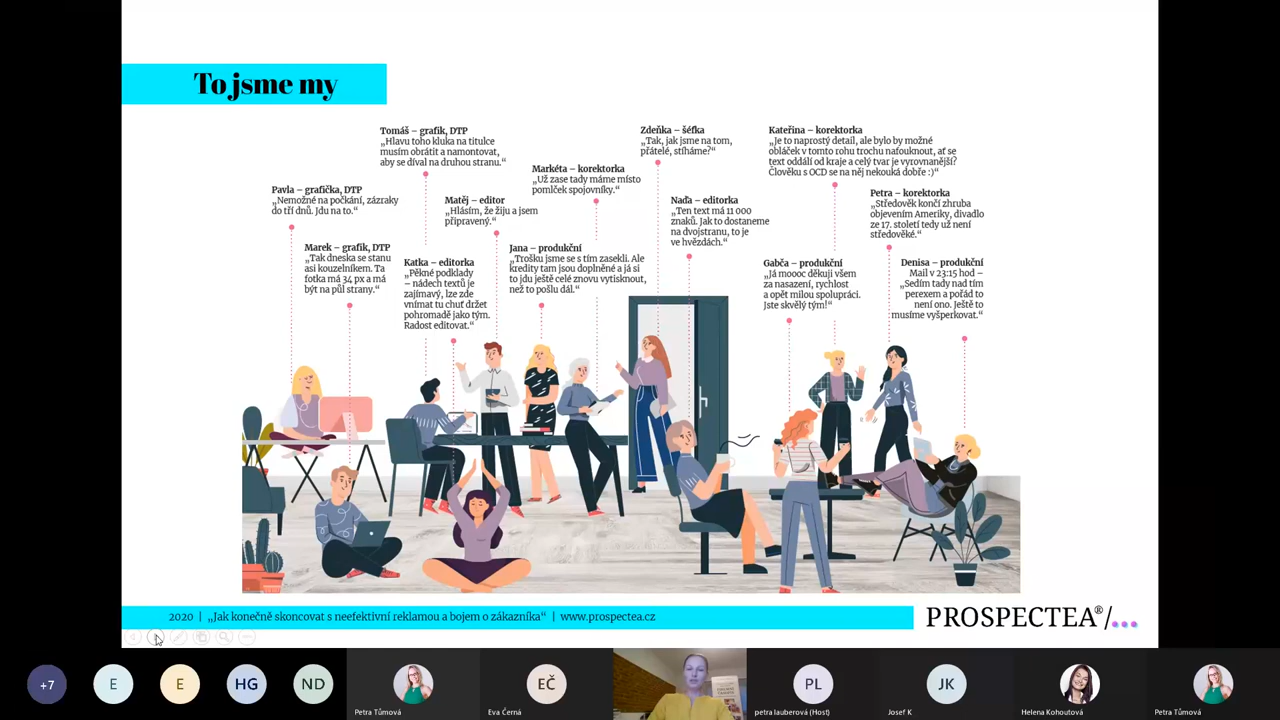 To jsme my
Tomáš – grafik, DTP
„Hlavu toho kluka na titulce
musím obrátit a namontovat,
aby se díval na druhou stranu.“
Zdeňka – šéfka
„Tak, jak jsme na tom,
přátelé, stíháme?“
Kateřina – korektorka
„Je to naprostý detail, ale bylo by možné
obláček v tomto rohu trochu nafouknout, ať se
text oddálí od kraje a celý tvar je vyrovnanější?
Člověku s OCD se na něj nekouká dobře :)“
Markéta – korektorka
„Už zase tady máme místo
pomlček spojovníky.“
Pavla – grafička, DTP
„Nemožné na počkání, zázraky
do tří dnů. Jdu na to.“
Matěj – editor
„Hlásím, že žiju a jsem
připravený.“
Naďa – editorka
„Ten text má 11 000
znaků. Jak to dostaneme
na dvojstranu, to je
ve hvězdách.“
Petra – korektorka
„Středověk končí zhruba
objevením Ameriky, divadlo
ze 17. století tedy už není
středověké.“
Marek – grafik, DTP
„Tak dneska se stanu
asi kouzelníkem. Ta
fotka má 34 px a má
být na půl strany.“
Katka – editorka
„Pěkné podklady
– nádech textů je
zajímavý, lze zde
vnímat tu chuť držet
pohromadě jako tým.
Radost editovat.“
Jana – produkční
„Trošku jsme se s tím zasekli. Ale
kredity tam jsou doplněné a já si
to jdu ještě celé znovu vytisknout,
než to pošlu dál.“
Gabča – produkční
„Já mooc děkuji všem
za nasazení, rychlost
a opět milou spolupráci.
Jste skvělý tým!“
Denisa – produkční
Mail v 23:15 hod –
„Sedím tady nad tím
perexem a pořád to
není ono. Ještě to
musíme vyšperkovat.“
2020 | „Jak konečně skoncovat s neefektivní reklamou a bojem o zákazníka“ | www.prospectea.cz
PROSPECTEA®/...
+7
E
E
HG
ND
Petra Tůmová
EČ
Eva Černá
PL
petra lauberová (Host)
JK
Josef K
Helena Kohoutová
Petra Tůmová